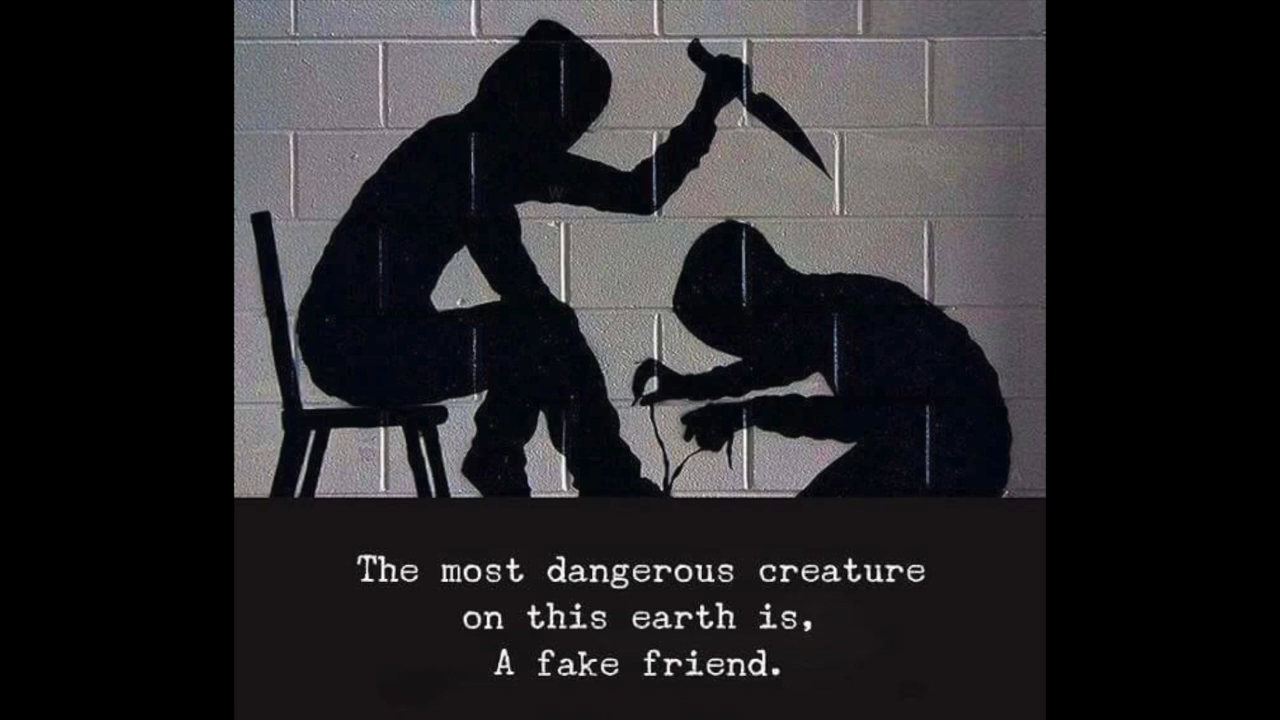 The most dangerous creature
on this earth is,
A fake friend.